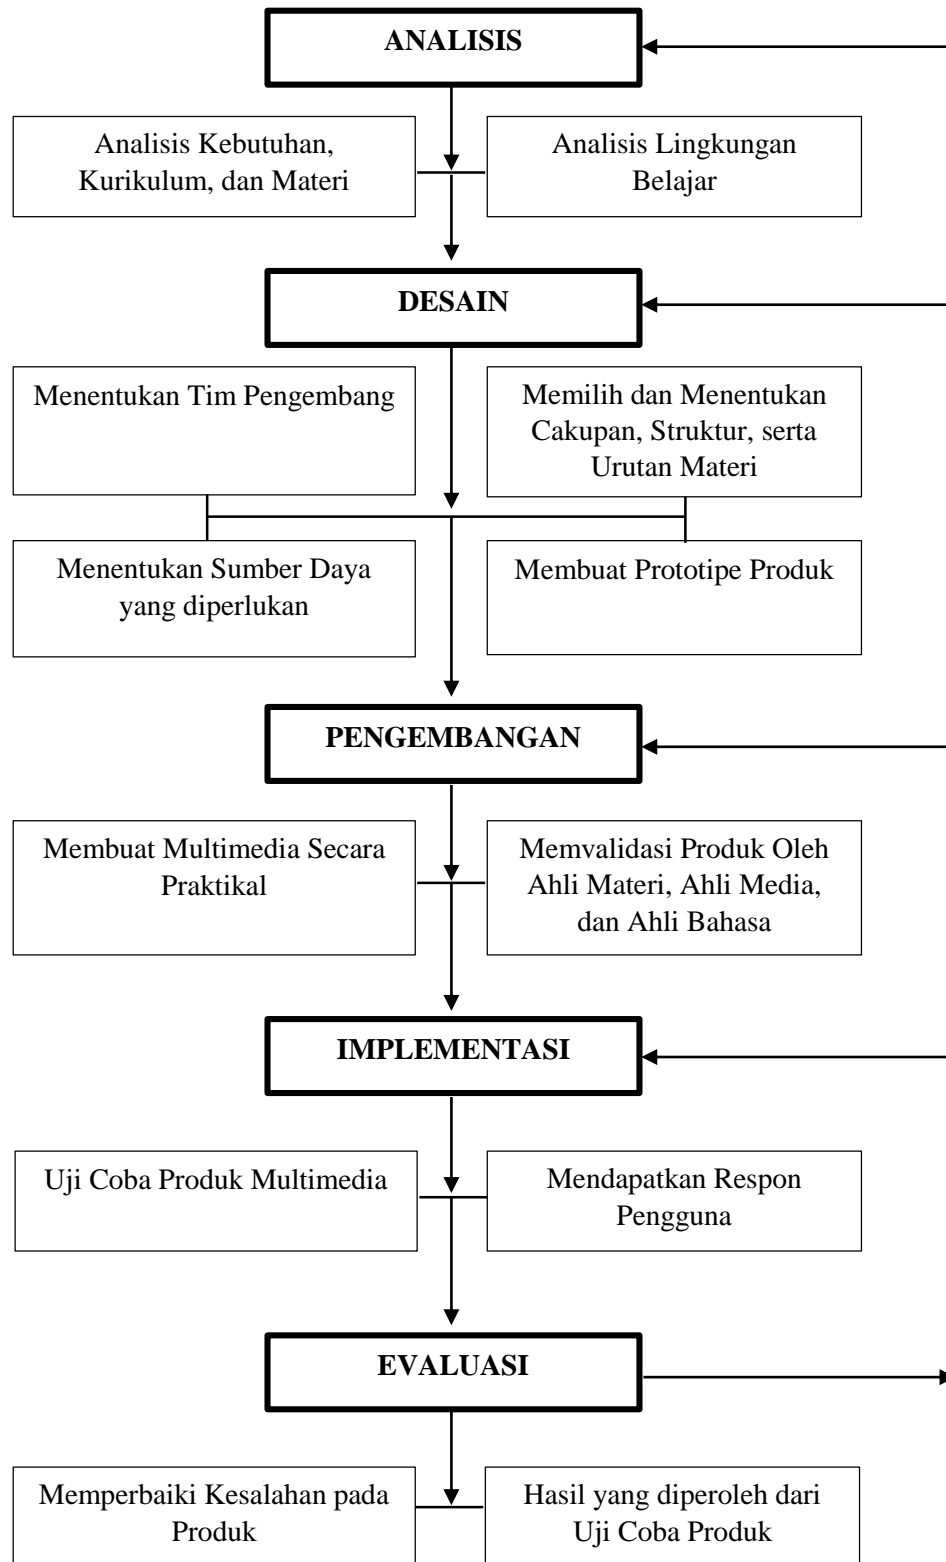 ANALISIS
Analisis Kebutuhan,
Kurikulum, dan Materi
Analisis Lingkungan
Belajar
DESAIN
Menentukan Tim Pengembang
Memilih dan Menentukan
Cakupan, Struktur, serta
Urutan Materi
Menentukan Sumber Daya
yang diperlukan
Membuat Prototipe Produk
PENGEMBANGAN
Membuat Multimedia Secara
Praktikal
Memvalidasi Produk Oleh
Ahli Materi, Ahli Media,
dan Ahli Bahasa
IMPLEMENTASI
Uji Coba Produk Multimedia
Mendapatkan Respon
Pengguna
EVALUASI
Memperbaiki Kesalahan pada
Produk
Hasil yang diperoleh dari
Uji Coba Produk